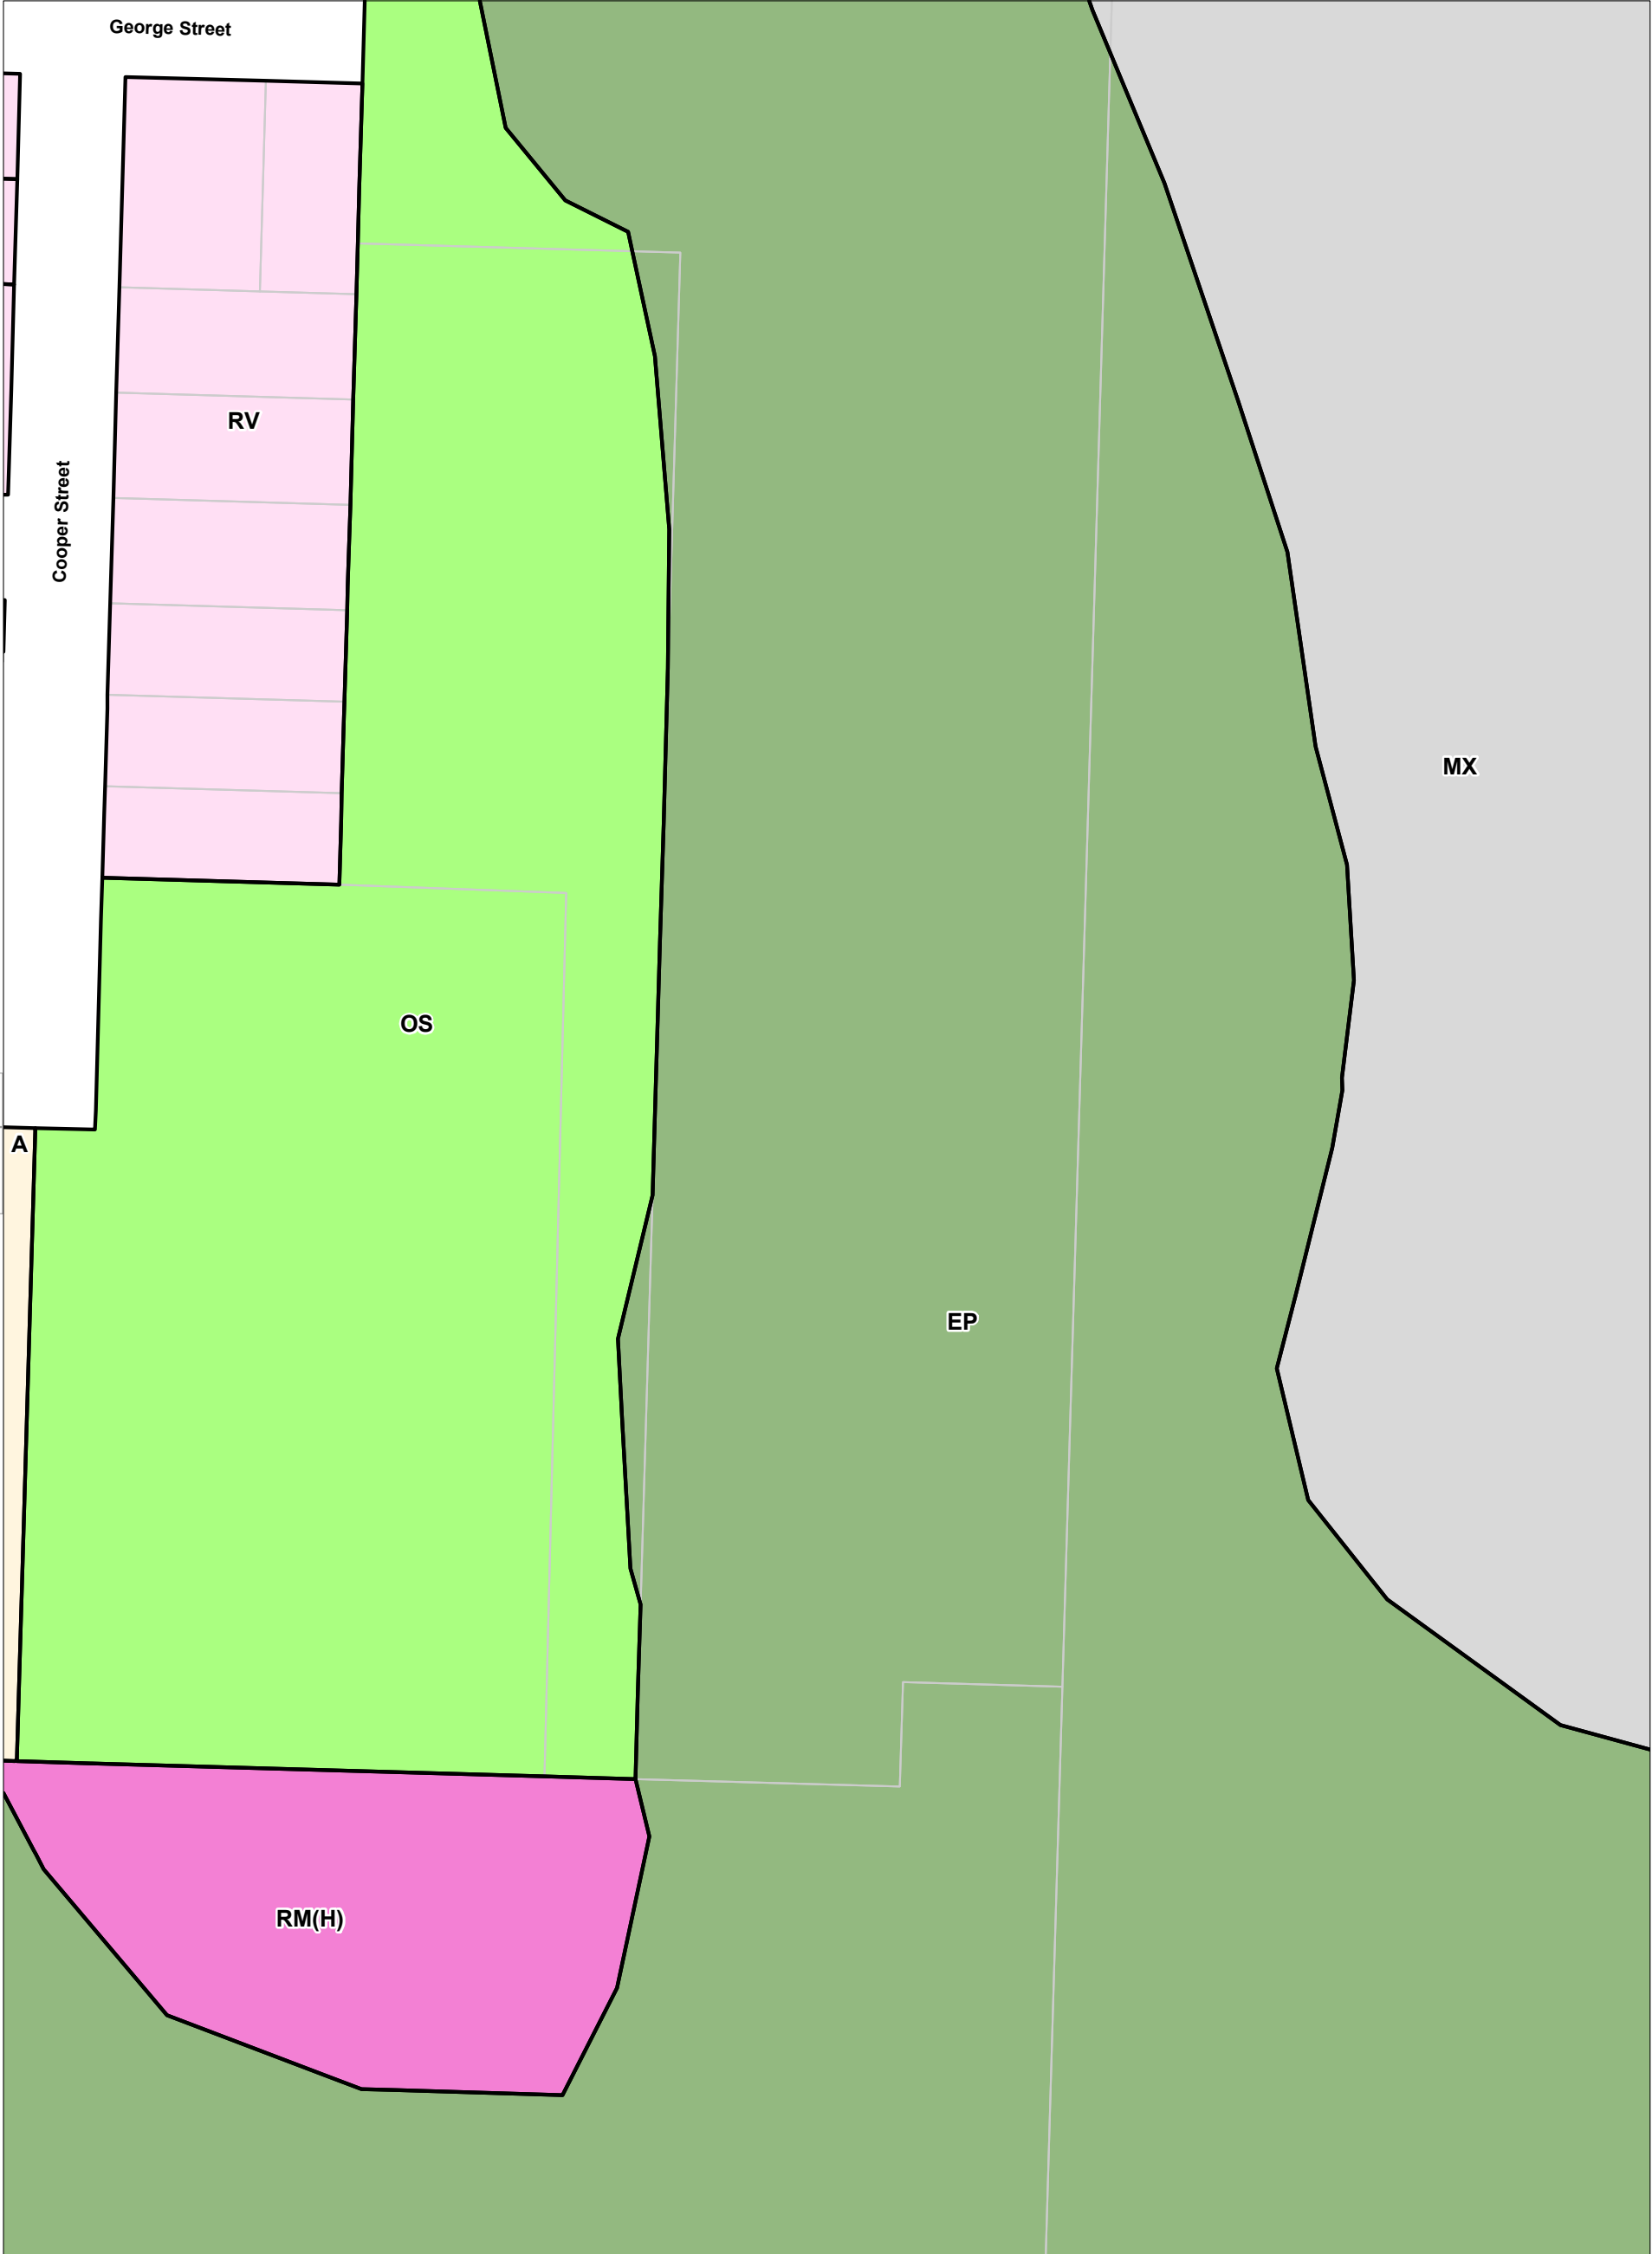 George Street
RV
Cooper Street
MX
OS
A
EP
RM(H)